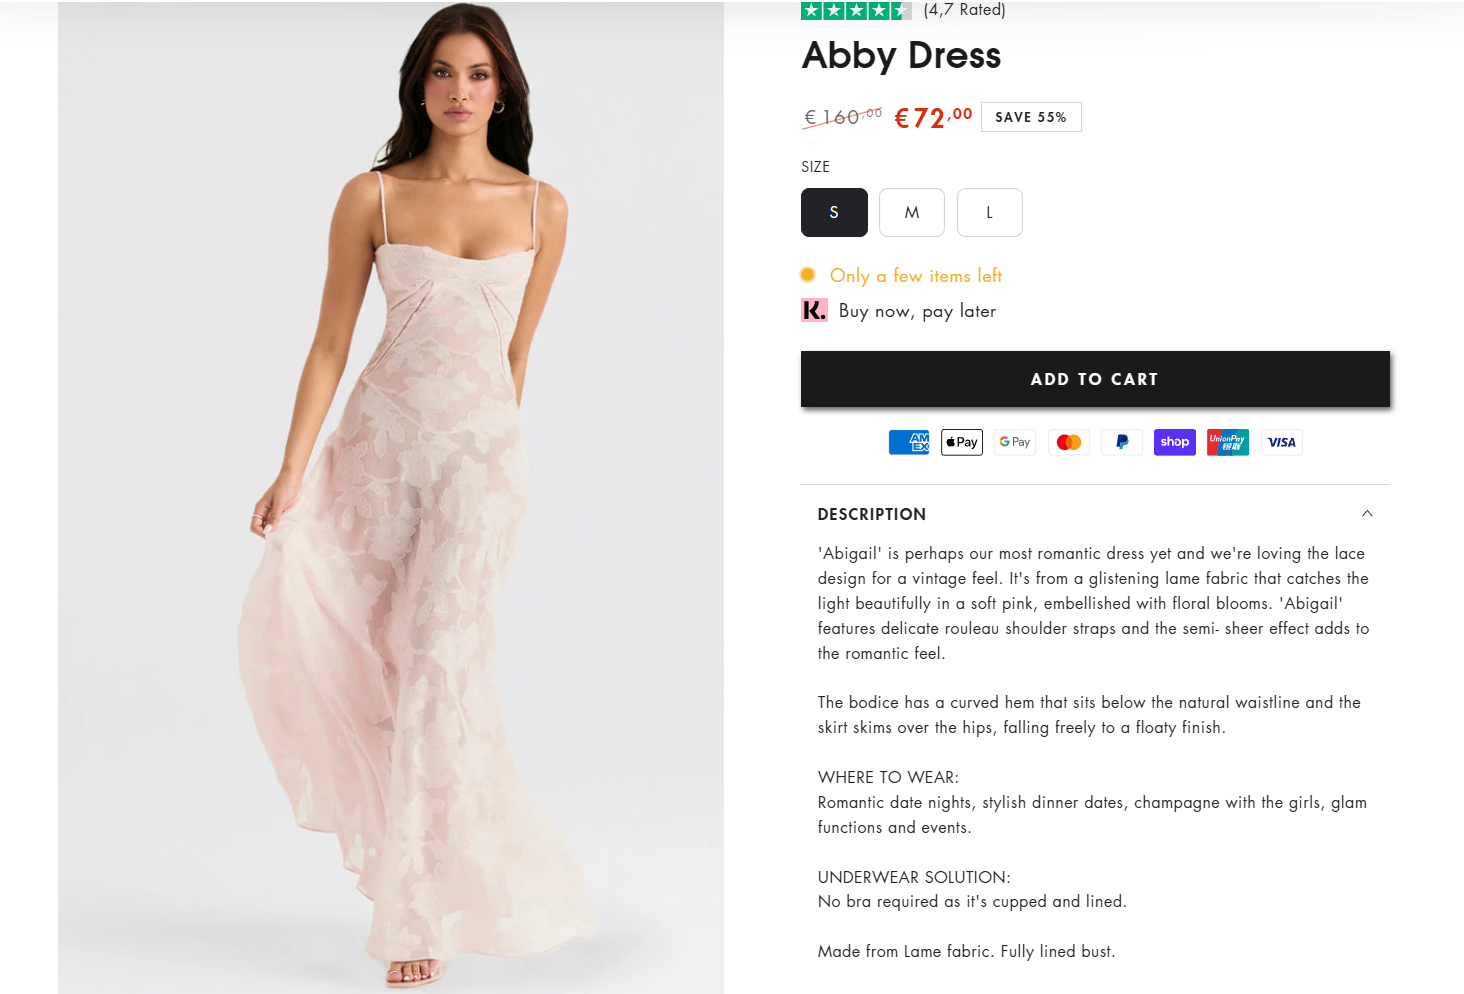 (4,7 Rated)
Abby Dress
€160,00 €72,00 SAVE 55%
SIZE
S M L
Only a few items left
K. Buy now, pay later
ADD TO CART
AM EX Pay G Pay shop UnionPay 银联 VISA
DESCRIPTION
'Abigail' is perhaps our most romantic dress yet and we're loving the lace
design for a vintage feel. It's from a glistening lame fabric that catches the
light beautifully in a soft pink, embellished with floral blooms. 'Abigail'
features delicate rouleau shoulder straps and the semi- sheer effect adds to
the romantic feel.
The bodice has a curved hem that sits below the natural waistline and the
skirt skims over the hips, falling freely to a floaty finish.
WHERE TO WEAR:
Romantic date nights, stylish dinner dates, champagne with the girls, glam
functions and events.
UNDERWEAR SOLUTION:
No bra required as it's cupped and lined.
Made from Lame fabric. Fully lined bust.